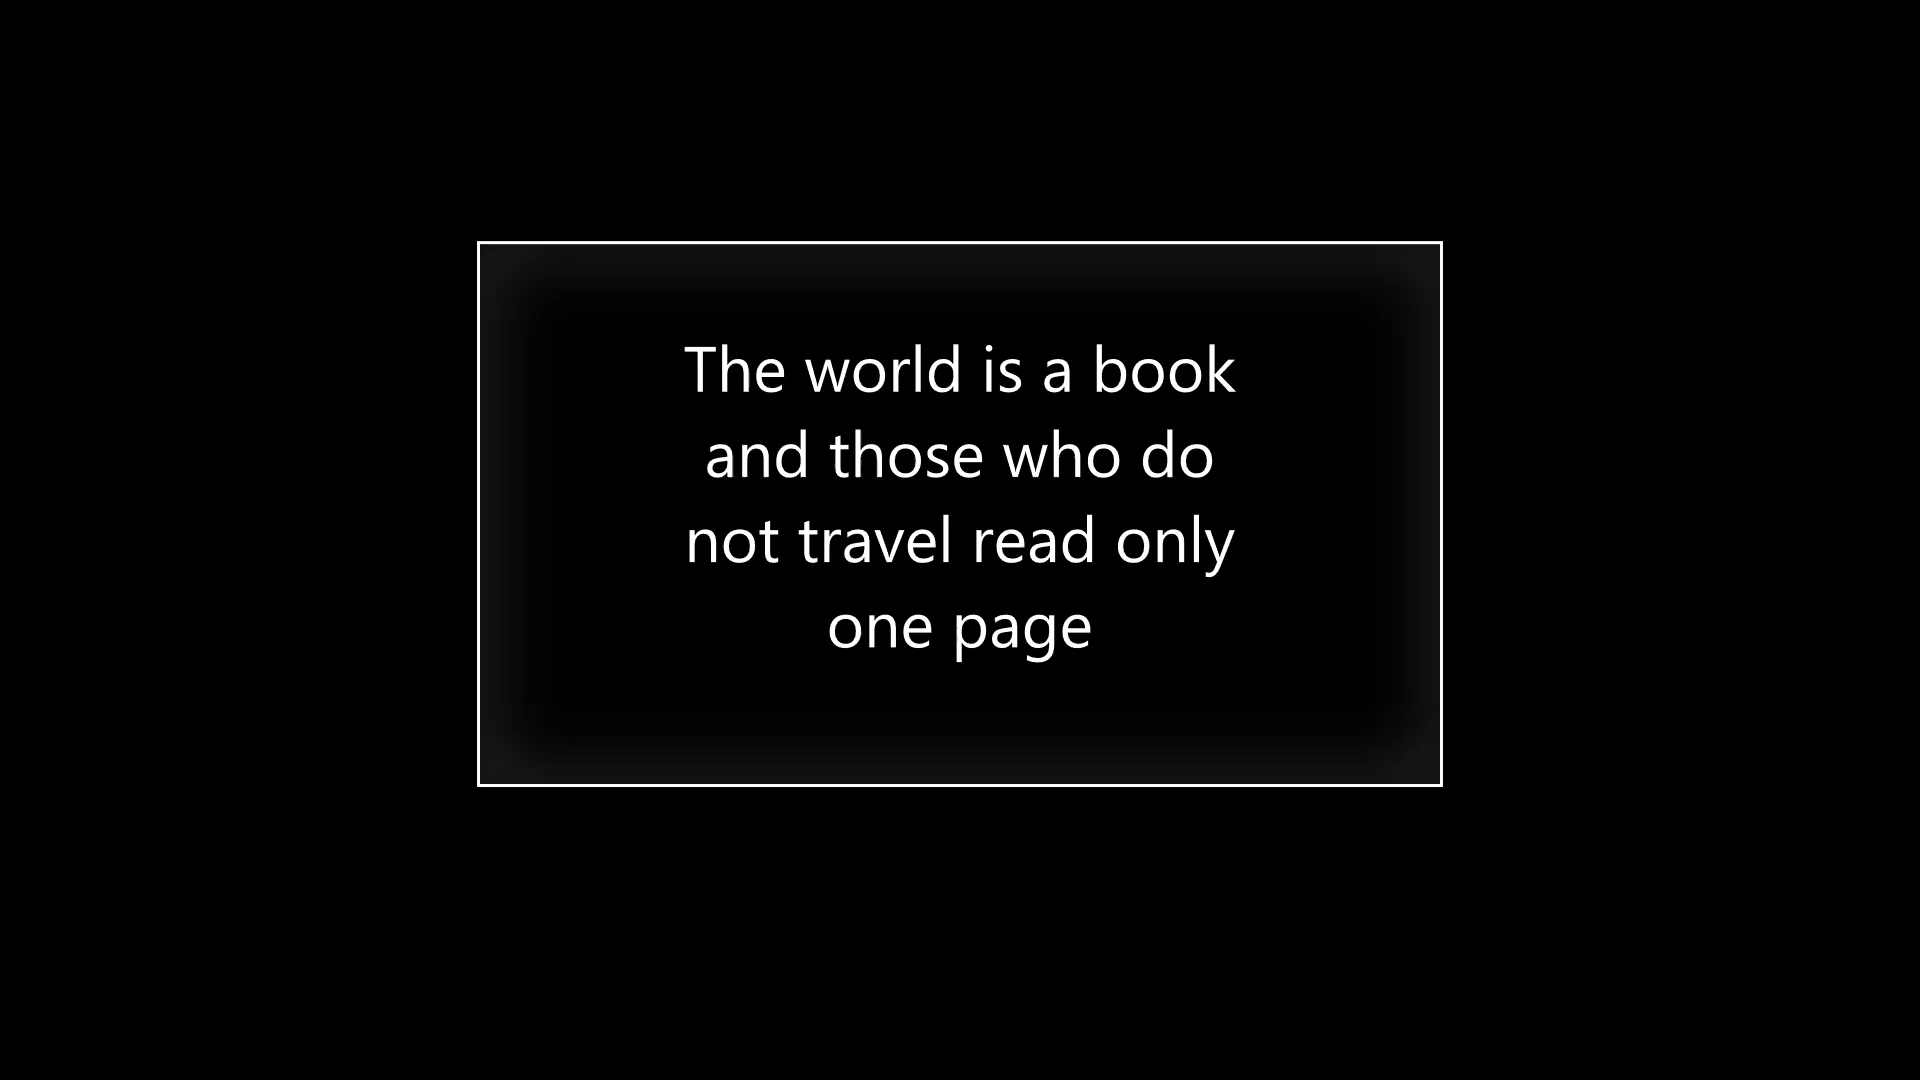 The world is a book
and those who do
not travel read only
one page